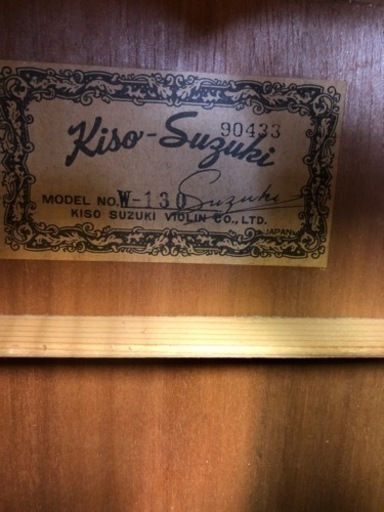 90433
Kiso-Suzuki
MODEL NO. W-130 Suzuki
KISO SUZUKI VIOLIN CO., LTD.
JAPAN